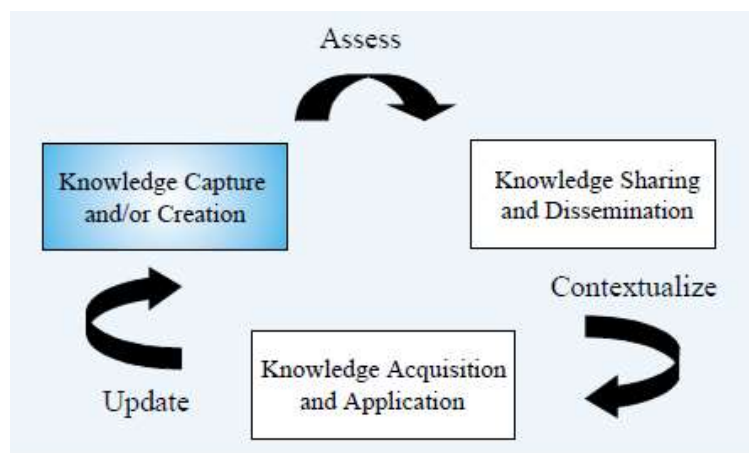 Assess
Knowledge Capture
and/or Creation
Knowledge Sharing
and Dissemination
Contextualize
Knowledge Acquisition
and Application
Update